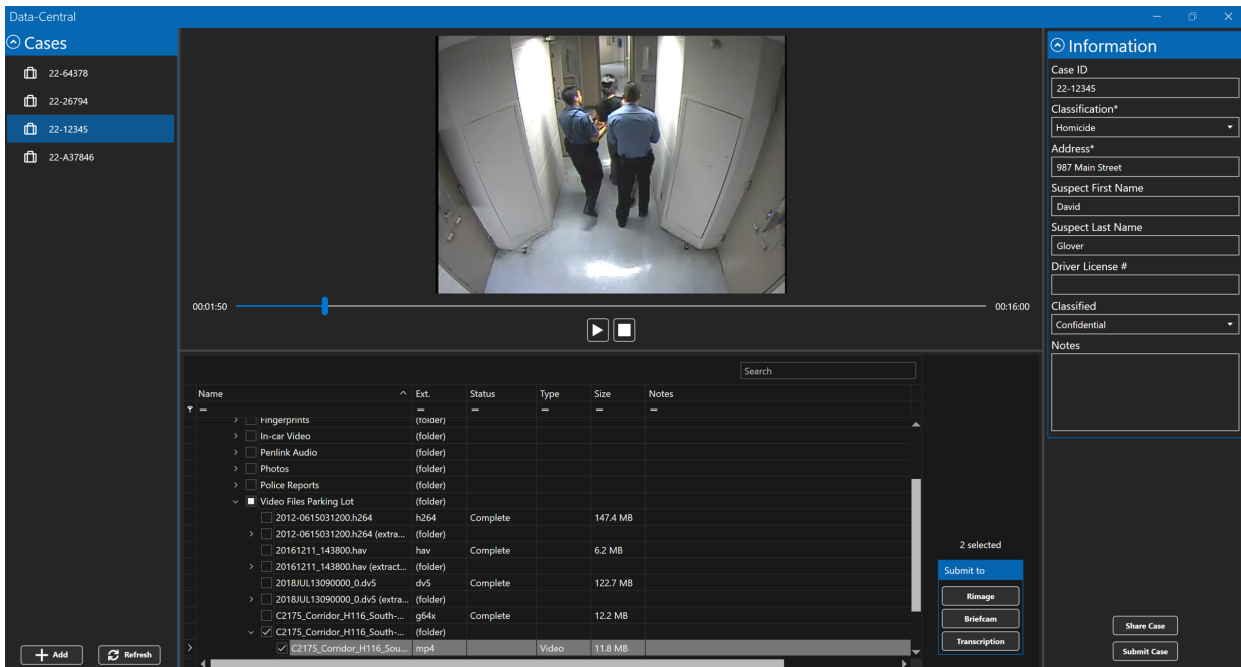 Data-Central
Cases
22-64378
22-26794
22-12345
22-A37846
Add
Refresh
00:01:50
00:16:00
Search
Name Ext. Status Type Size Notes
= = = = = =
Fingerprints (folder)
In-car Video (folder)
Penlink Audio (folder)
Photos (folder)
Police Reports (folder)
Video Files Parking Lot (folder)
2012-0615031200.h264 h264 Complete 147.4 MB
2012-0615031200.h264 (extra... (folder)
20161211_143800.hav hav Complete 6.2 MB
20161211_143800.hav (extract... (folder)
2018JUL13090000_0.dv5 dv5 Complete 122.7 MB
2018JUL13090000_0.dv5 (extra... (folder)
C2175_Corridor_H116_South-... g64x Complete 12.2 MB
C2175_Corridor_H116_South-... (folder)
C2175_Corridor_H116_Sou... mp4 Video 11.8 MB
2 selected
Submit to
Rimage
Briefcam
Transcription
Information
Case ID
22-12345
Classification*
Homicide
Address*
987 Main Street
Suspect First Name
David
Suspect Last Name
Glover
Driver License #
Classified
Confidential
Notes
Share Case
Submit Case